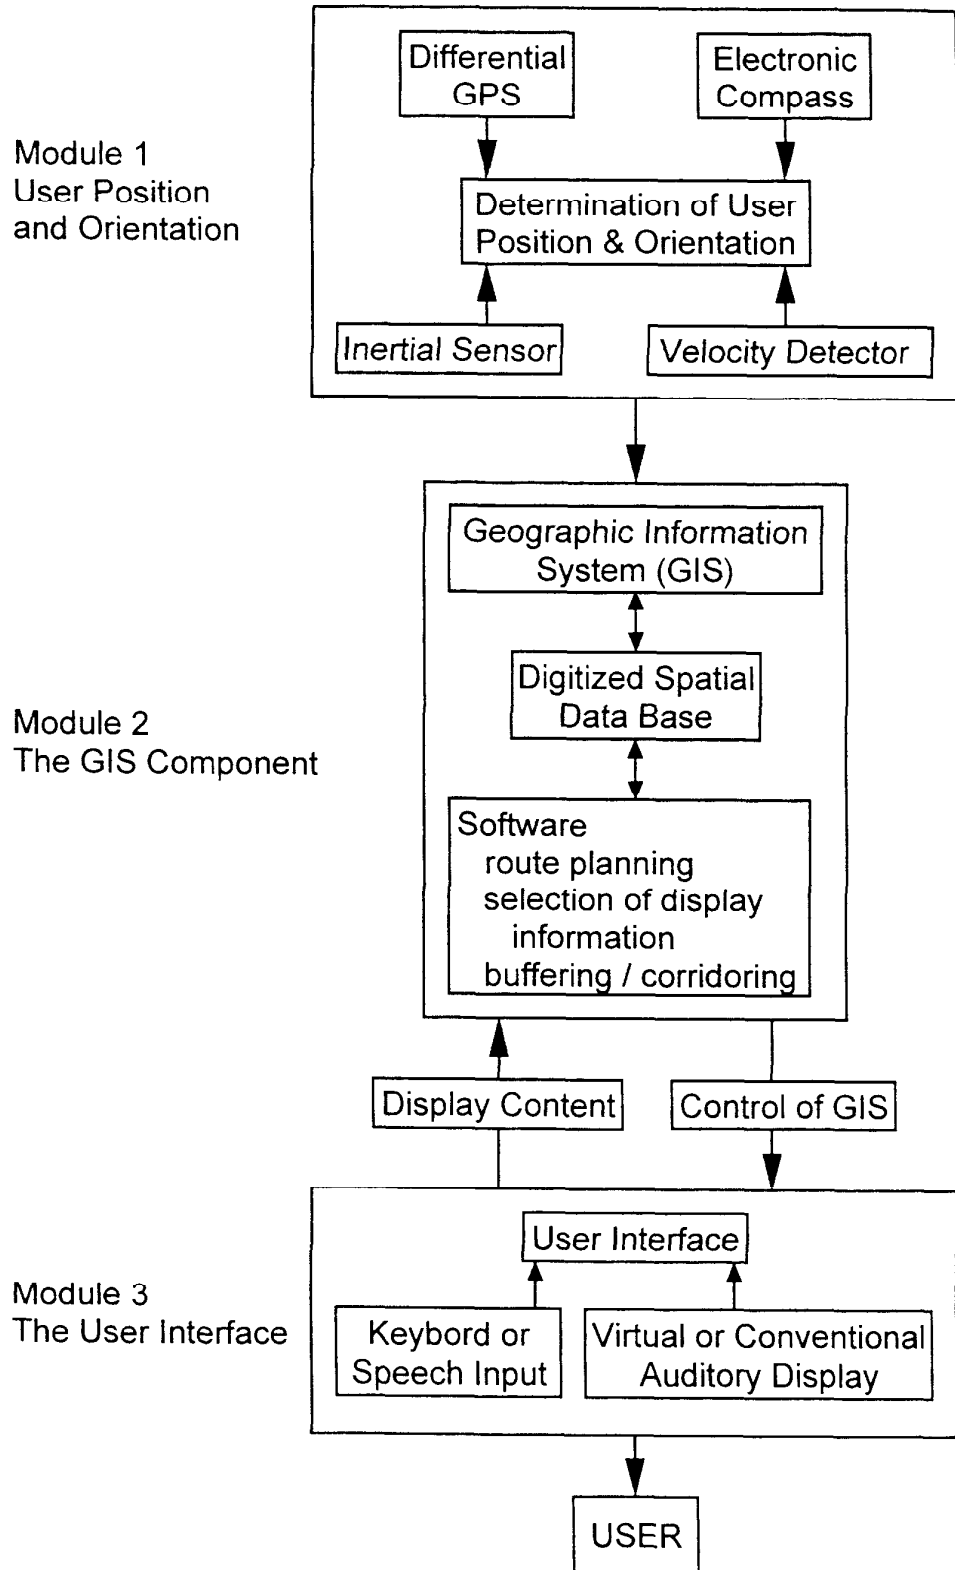 Differential
GPS
Electronic
Compass
Module 1
User Position
and Orientation
Determination of User
Position & Orientation
Inertial Sensor
Velocity Detector
Geographic Information
System (GIS)
Digitized Spatial
Data Base
Module 2
The GIS Component
Software
route planning
selection of display
information
buffering / corridoring
Display Content
Control of GIS
User Interface
Module 3
The User Interface
Keybord or
Speech Input
Virtual or Conventional
Auditory Display
USER